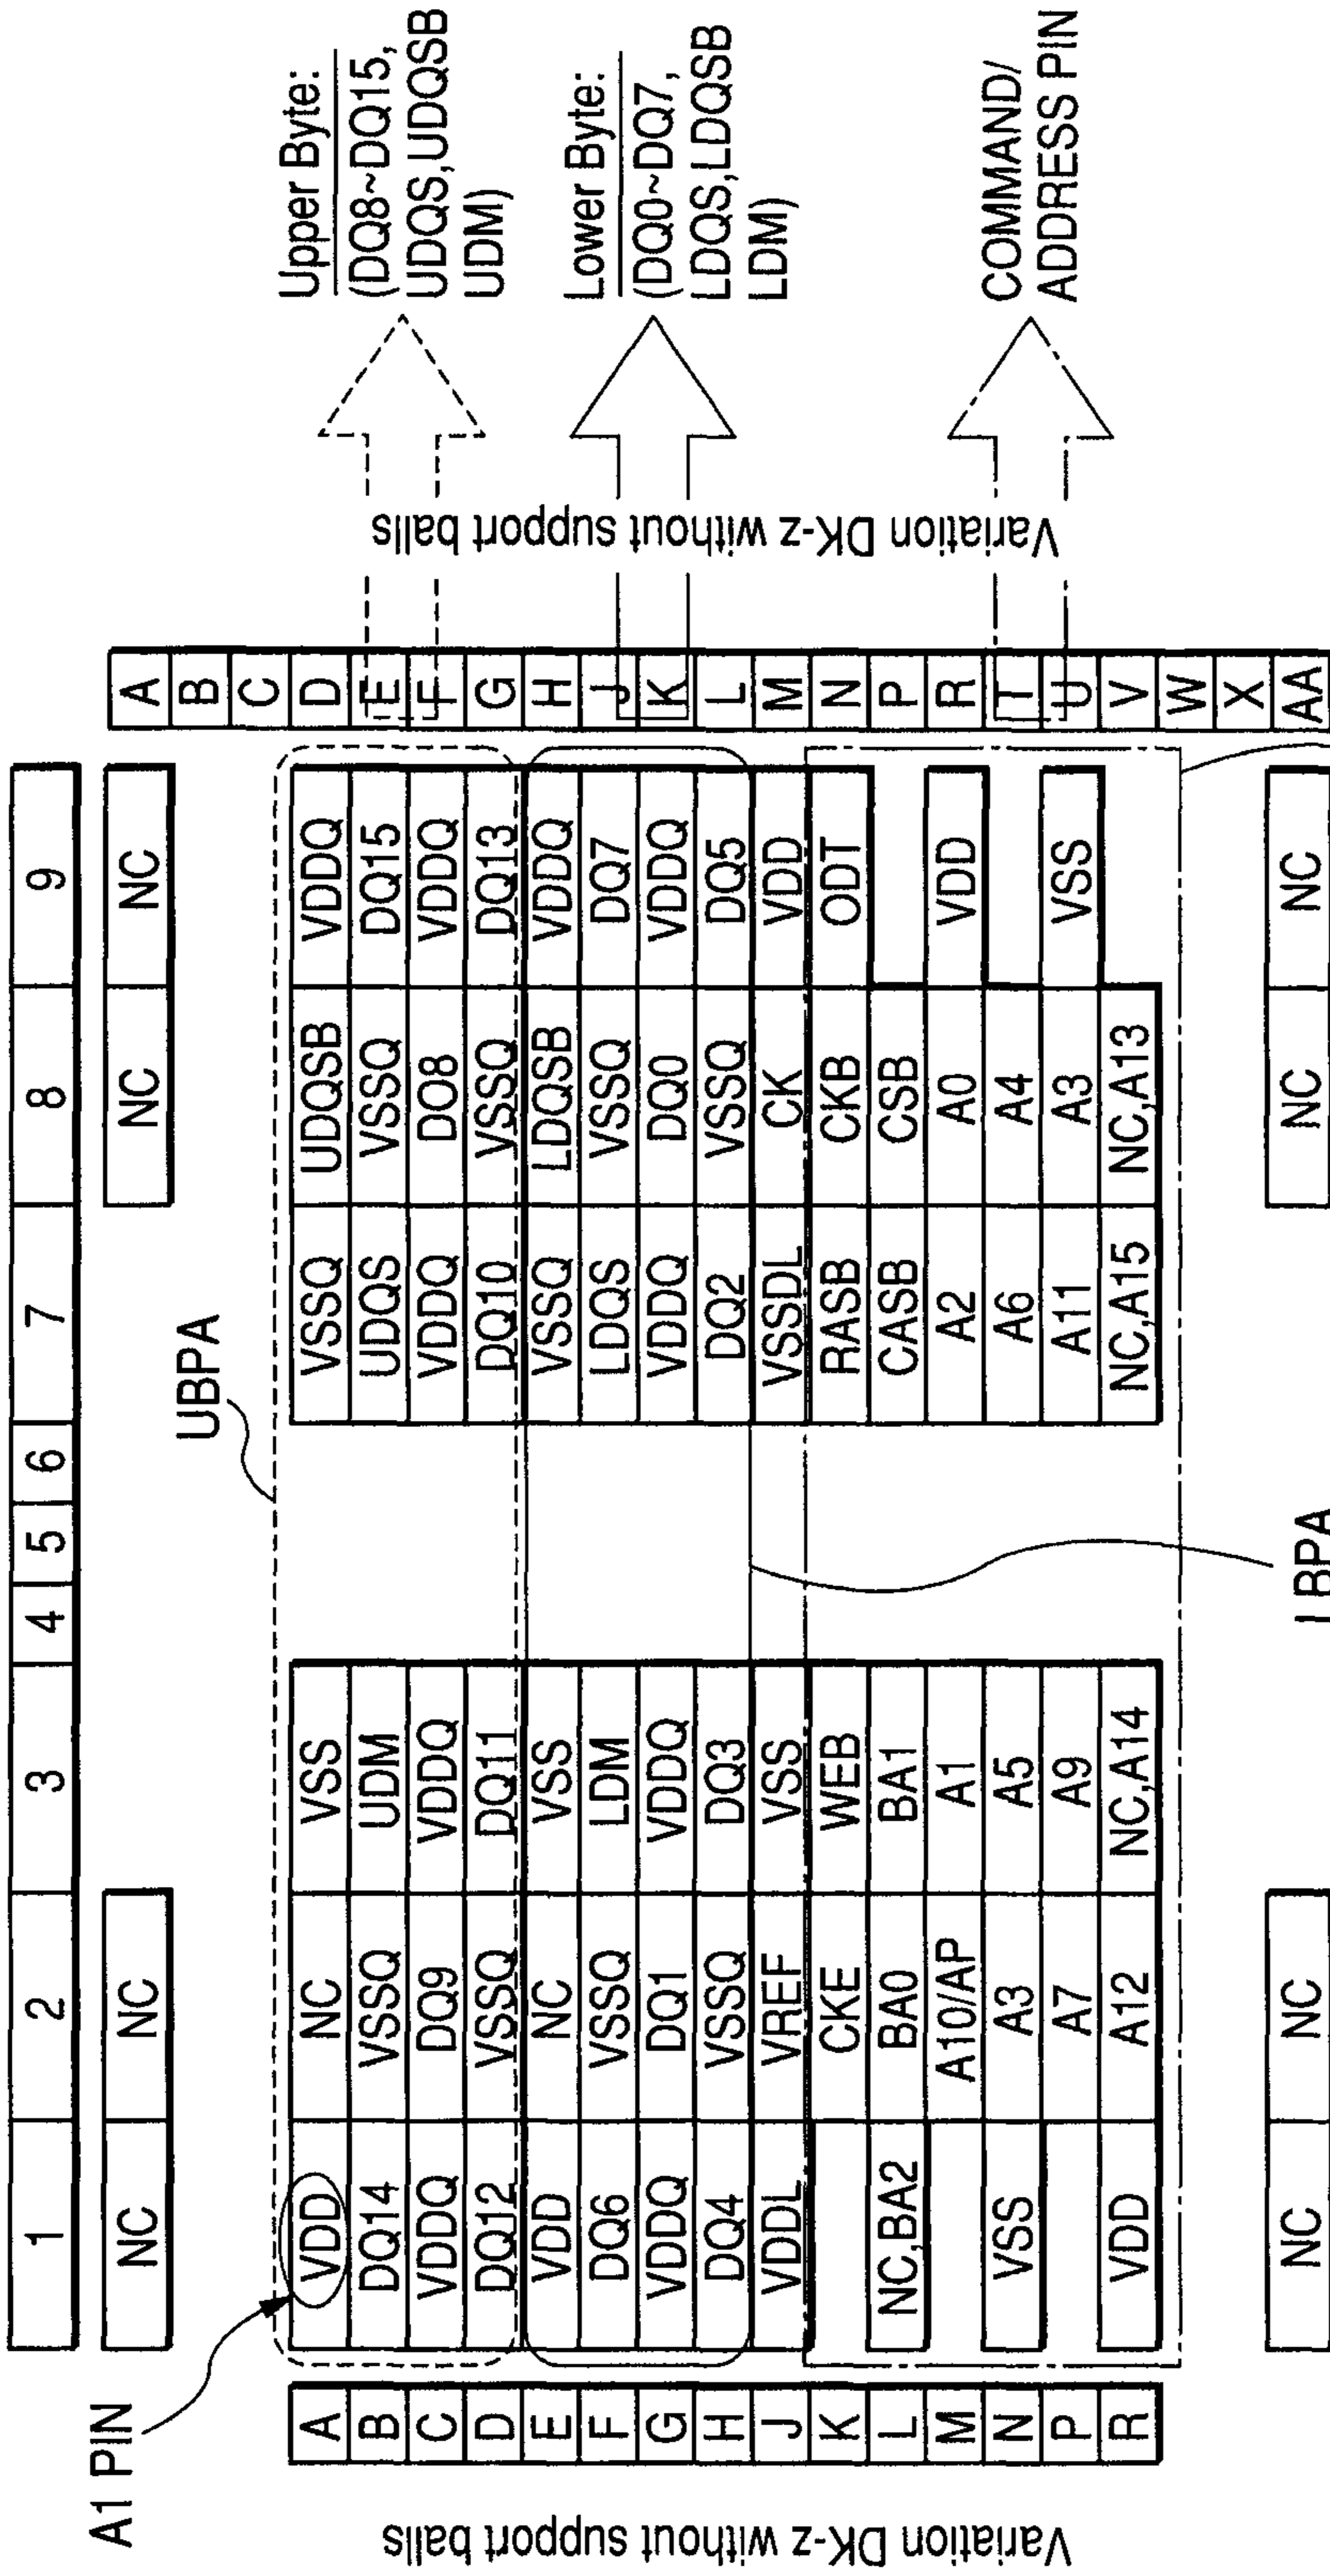 1 2 3 4 5 6 7 8 9
A1 PIN
NC NC NC NC A
B
UBPA
C
A VDD NC VSS VSSQ UDQSB VDDQ D
B DQ14 VSSQ UDM UDQS VSSQ DQ15 E
C VDDQ DQ9 VDDQ VDDQ DO8 VDDQ F
D DQ12 VSSQ DQ11 DQ10 VSSQ DQ13 G
E VDD NC VSS VSSQ LDQSB VDDQ H
F DQ6 VSSQ LDM LDQS VSSQ DQ7 J
G VDDQ DQ1 VDDQ VDDQ DQ0 VDDQ K
H DQ4 VSSQ DQ3 DQ2 VSSQ DQ5 L
J VDDL VREF VSS VSSDL CK VDD M
K CKE WEB RASB CKB ODT N
L NC,BA2 BA0 BA1 CASB CSB P
M A10/AP A1 A2 A0 VDD R
N VSS A3 A5 A6 A4 T
P A7 A9 A11 A3 VSS U
R VDD A12 NC,A14 NC,A15 NC,A13 V
W
X
NC NC NC NC AA
LBPA
Variation DK-z without support balls
Variation DK-z without support balls
Upper Byte:
(DQ8~DQ15,
UDQS,UDQSB
UDM)
Lower Byte:
(DQ0~DQ7,
LDQS,LDQSB
LDM)
COMMAND/
ADDRESS PIN